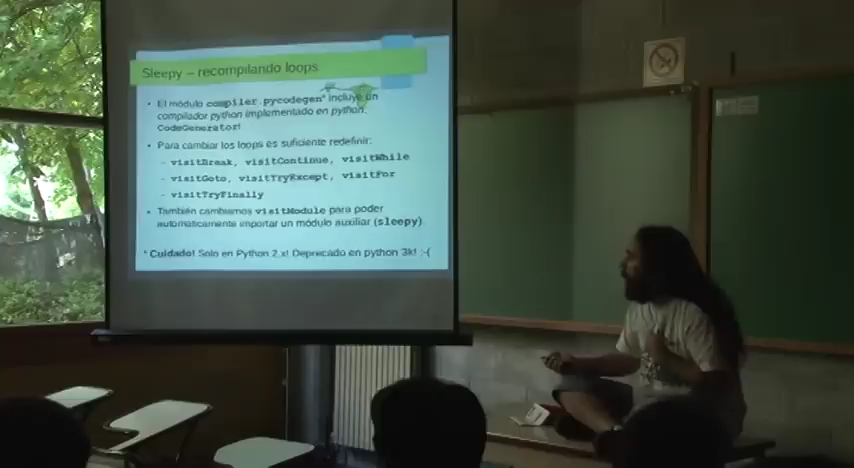 Sleepy – recompilando loops
• El módulo compiler.pycodegen* incluye un
compilador python implementado en python:
CodeGenerator!
• Para cambiar los loops es suficiente redefinir:
– visitBreak, visitContinue, visitWhile
– visitGoto, visitTryExcept, visitFor
– visitTryFinally
• También cambiamos visitModule para poder
automaticamente importar un módulo auxiliar (sleepy).
* Cuidado! Solo en Python 2.x! Deprecado en python 3k! :-(